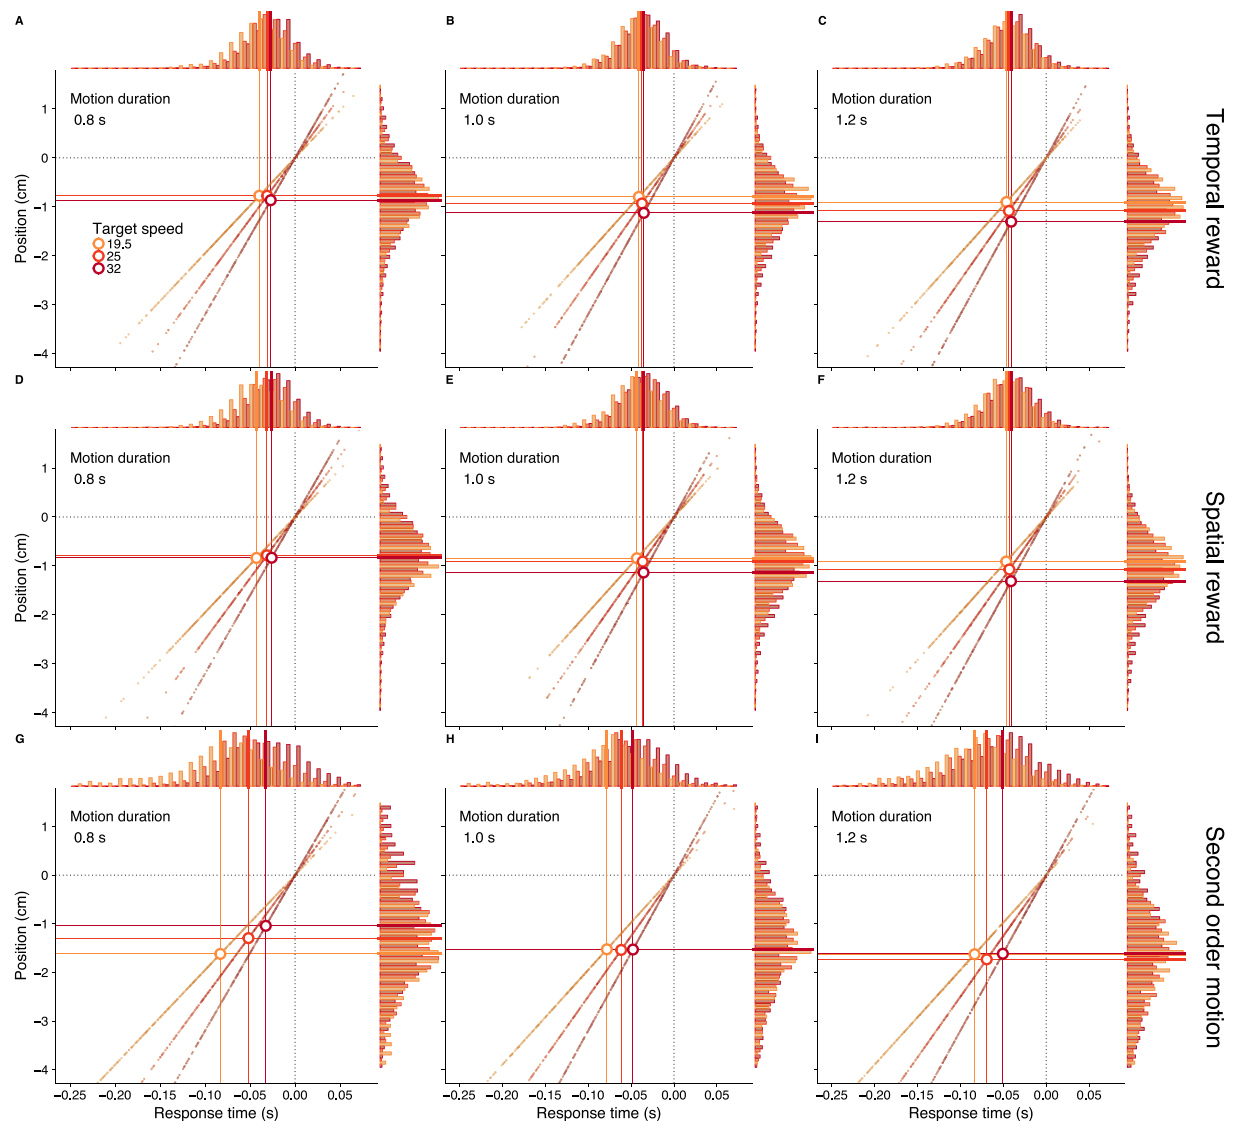 A
B
C
Motion duration
0.8 s
Motion duration
1.0 s
Motion duration
1.2 s
1
0
−1
−2
−3
−4
Position (cm)
Target speed
19.5
25
32
Temporal reward
D
E
F
Motion duration
0.8 s
Motion duration
1.0 s
Motion duration
1.2 s
1
0
−1
−2
−3
−4
Position (cm)
Spatial reward
G
H
I
Motion duration
0.8 s
Motion duration
1.0 s
Motion duration
1.2 s
1
0
−1
−2
−3
−4
Position (cm)
Second order motion
−0.25 −0.20 −0.15 −0.10 −0.05 0.00 0.05
−0.25 −0.20 −0.15 −0.10 −0.05 0.00 0.05
−0.25 −0.20 −0.15 −0.10 −0.05 0.00 0.05
Response time (s)
Response time (s)
Response time (s)